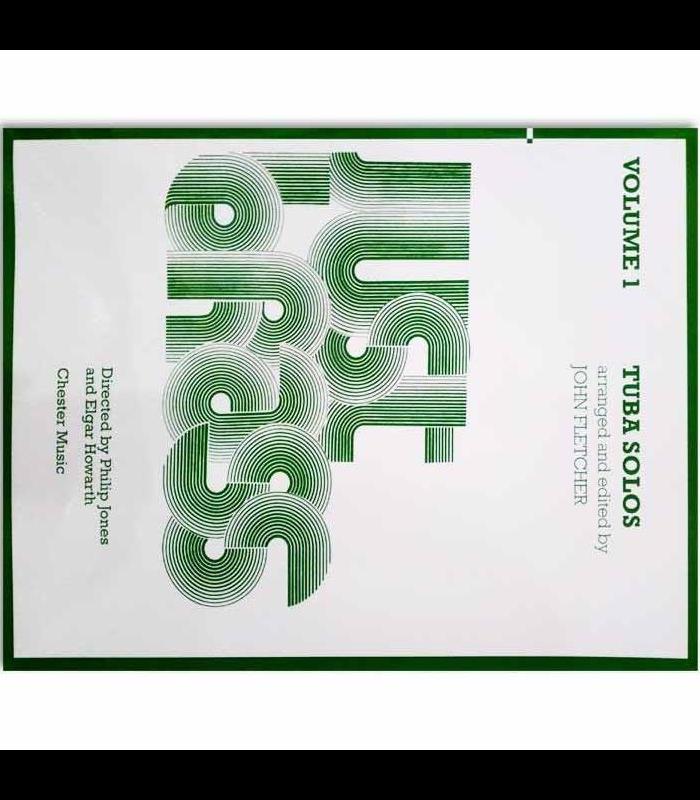 VOLUME 1
TUBA SOLOS
arranged and edited by
JOHN FLETCHER
just
brass
Directed by Philip Jones
and Elgar Howarth
Chester Music